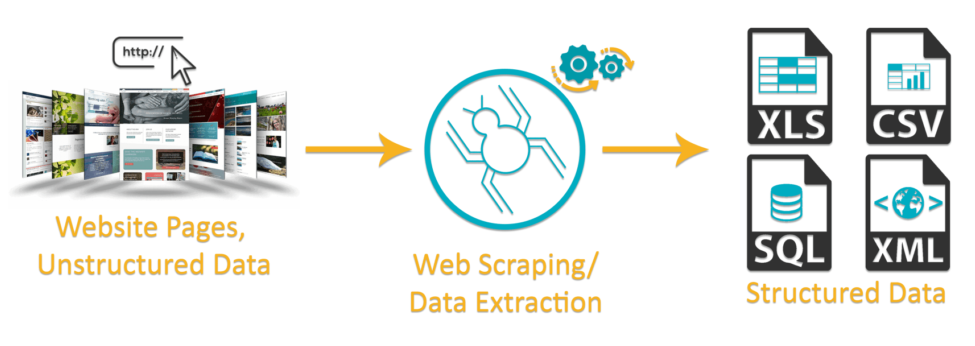 http://
Website Pages,
Unstructured Data
Web Scraping/
Data Extraction
XLS
CSV
SQL
XML
Structured Data